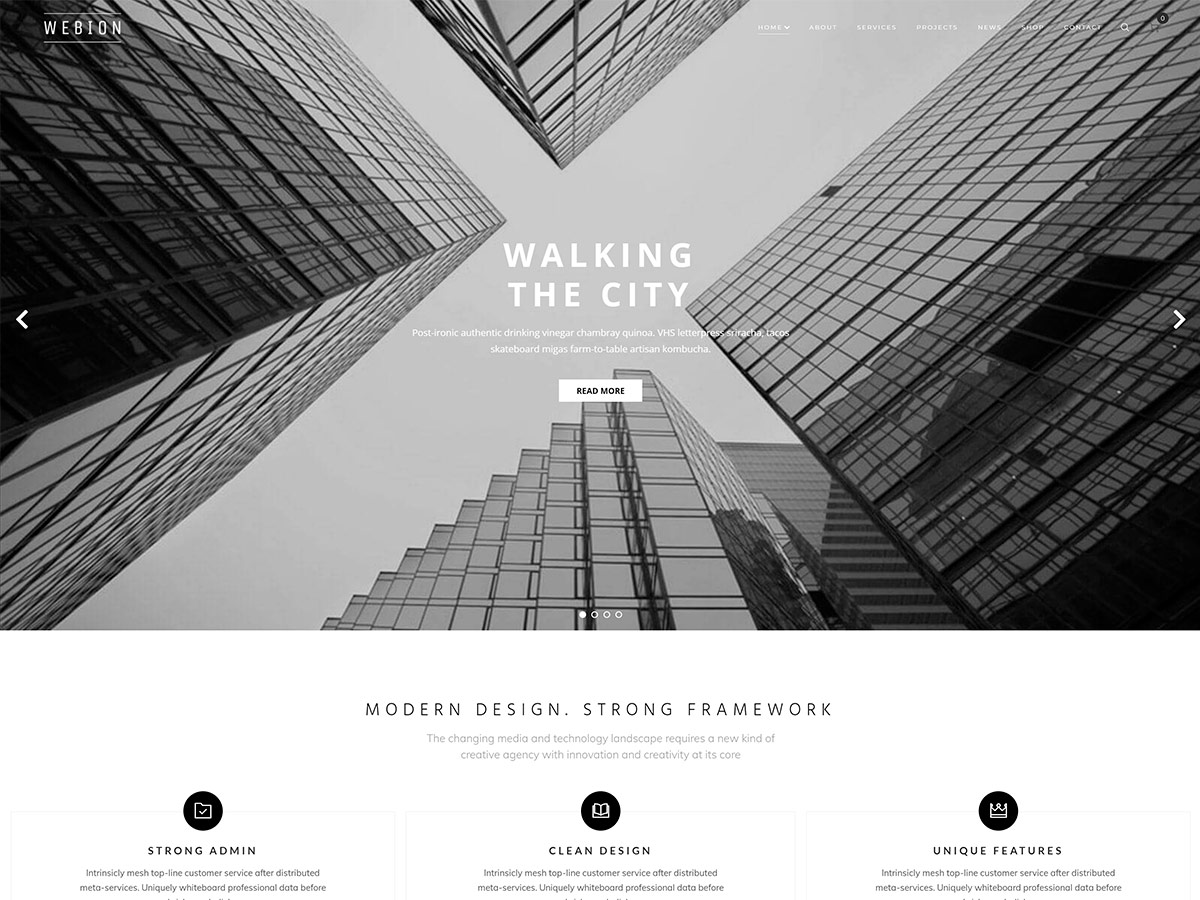 WEBION
HOME ABOUT SERVICES PROJECTS NEWS SHOP CONTACT 0
WALKING
THE CITY
Post-ironic authentic drinking vinegar chambray quinoa. VHS letterpress sriracha, tacos
skateboard migas farm-to-table artisan kombucha.
READ MORE
MODERN DESIGN. STRONG FRAMEWORK
The changing media and technology landscape requires a new kind of
creative agency with innovation and creativity at its core
STRONG ADMIN
Intrinsicly mesh top-line customer service after distributed
meta-services. Uniquely whiteboard professional data before
CLEAN DESIGN
Intrinsicly mesh top-line customer service after distributed
meta-services. Uniquely whiteboard professional data before
UNIQUE FEATURES
Intrinsicly mesh top-line customer service after distributed
meta-services. Uniquely whiteboard professional data before